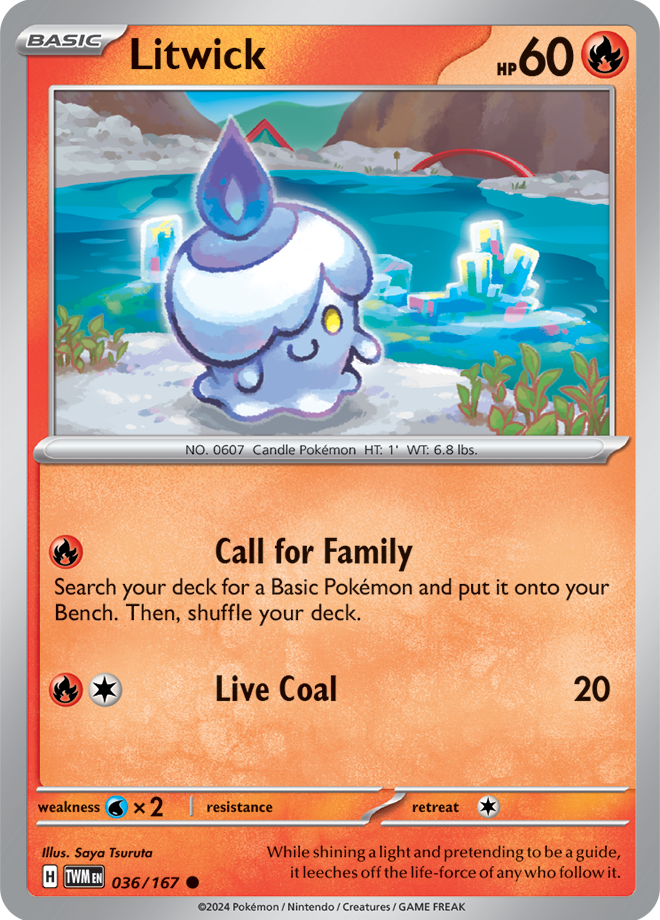 BASIC
Litwick
HP 60
NO. 0607 Candle Pokémon HT: 1' WT: 6.8 lbs.
Call for Family
Search your deck for a Basic Pokémon and put it onto your
Bench. Then, shuffle your deck.
Live Coal 20
weakness ×2 resistance retreat
Illus. Saya Tsuruta
While shining a light and pretending to be a guide,
it leeches off the life-force of any who follow it.
H TWM EN 036/167
©2024 Pokémon / Nintendo / Creatures / GAME FREAK